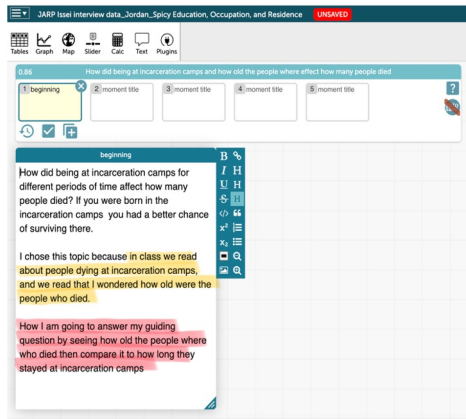 JARP Issei interview data_Jordan_Spicy Education, Occupation, and Residence UNSAVED
Tables Graph Map Slider Calc Text Plugins
0.86 How did being at incarceration camps and how old the people where effect how many people died
1 beginning 2 moment title 3 moment title 4 moment title 5 moment title
?
beginning
How did being at incarceration camps for
different periods of time affect how many
people died? If you were born in the
incarceration camps you had a better chance
of surviving there.
I chose this topic because in class we read
about people dying at incarceration camps,
and we read that I wondered how old were the
people who died.
How I am going to answer my guiding
question by seeing how old the people where
who died then compare it to how long they
stayed at incarceration camps
B
I H
U H
S H
</> “
x²
x₂